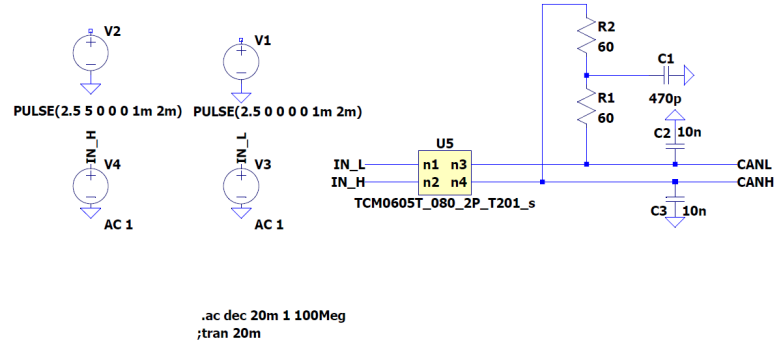 V2
V1
PULSE(2.5 5 0 0 0 1m 2m)
PULSE(2.5 0 0 0 0 1m 2m)
IN_H
V4
AC 1
IN_L
V3
AC 1
R2
60
C1
470p
R1
60
C2
10n
U5
IN_L
n1 n3
CANL
IN_H
n2 n4
CANH
TCM0605T_080_2P_T201_s
C3
10n
.ac dec 20m 1 100Meg
;tran 20m